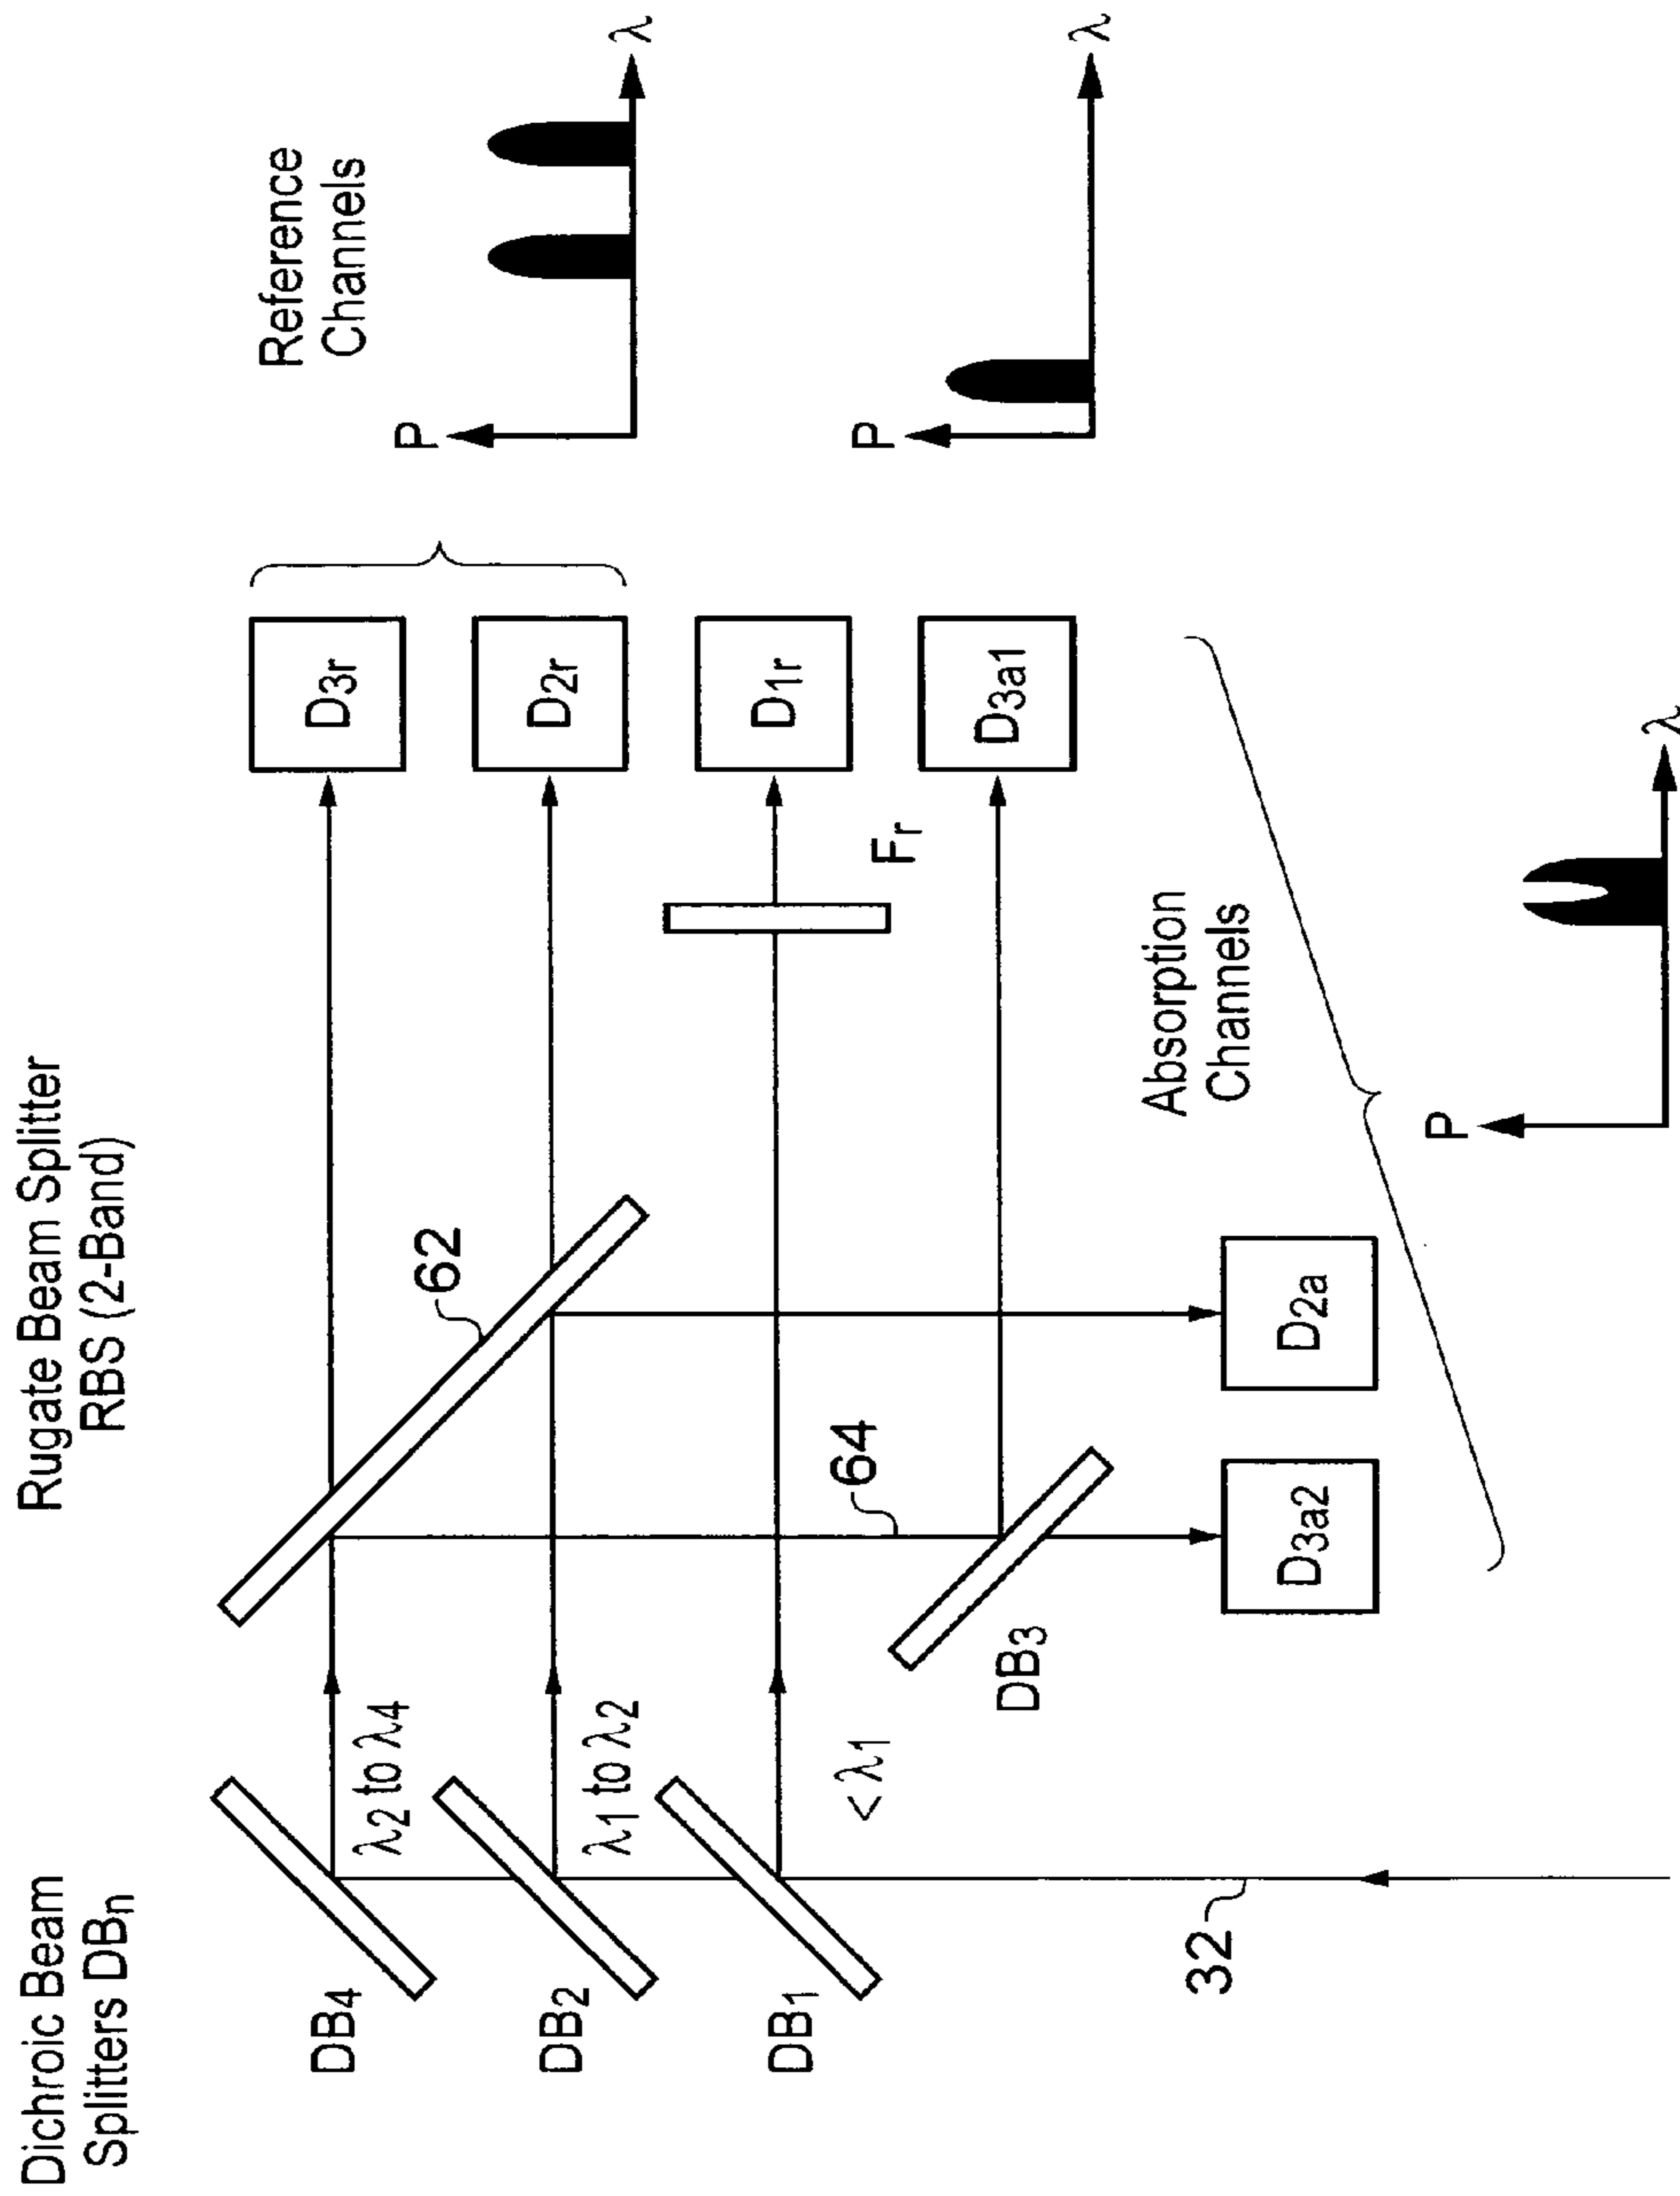 Dichroic Beam
Splitters DBn
Rugate Beam Splitter
RBS (2-Band)
Reference
Channels
DB4
DB2
DB1
λ2 to λ4
λ1 to λ2
< λ1
62
64
32
DB3
Fr
D3r
D2r
D1r
D3a1
D3a2
D2a
Absorption
Channels
P
λ
P
λ
P
λ